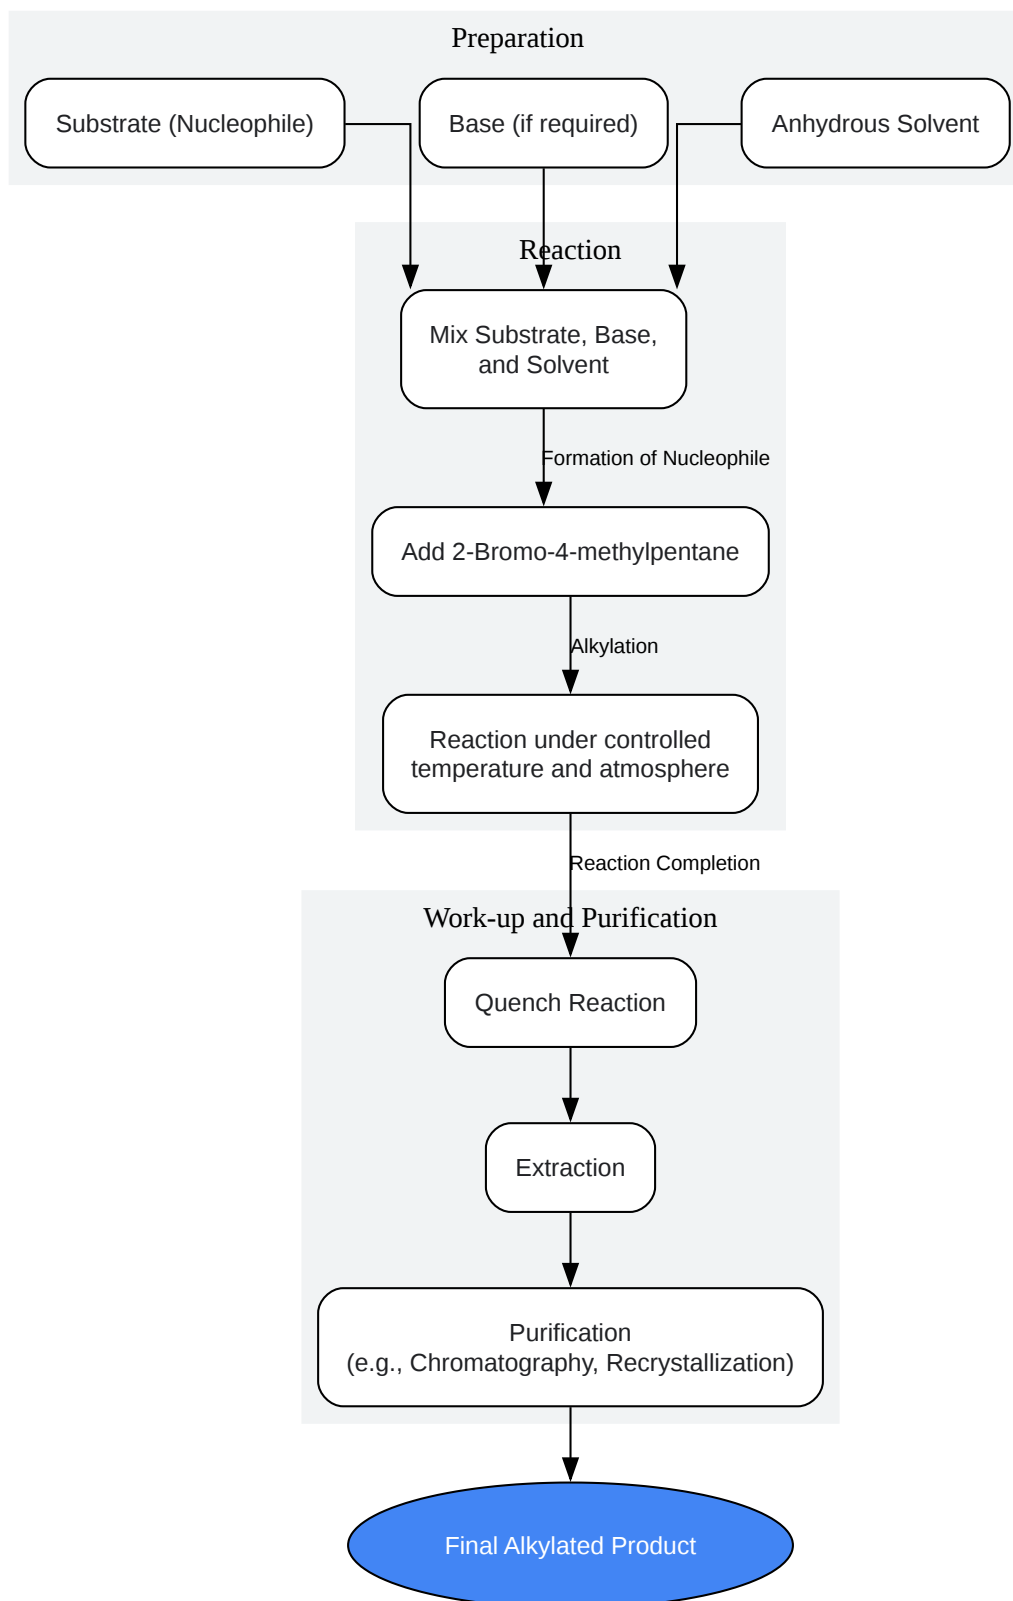 Preparation
Substrate (Nucleophile)
Base (if required)
Anhydrous Solvent
Reaction
Mix Substrate, Base,
and Solvent
Formation of Nucleophile
Add 2-Bromo-4-methylpentane
Alkylation
Reaction under controlled
temperature and atmosphere
Reaction Completion
Work-up and Purification
Quench Reaction
Extraction
Purification
(e.g., Chromatography, Recrystallization)
Final Alkylated Product